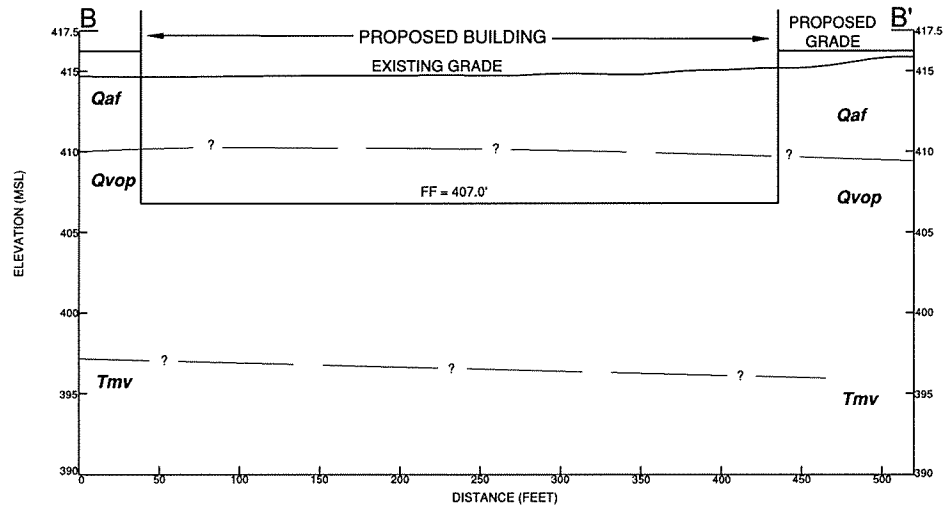 B
B'
417.5
PROPOSED BUILDING
PROPOSED
GRADE
417.5
EXISTING GRADE
415
415
Qaf
Qaf
?
?
?
410
410
Qvop
Qvop
FF = 407.0'
405
405
ELEVATION (MSL)
400
400
?
?
?
395
395
Tmv
Tmv
390
390
0
50
100
150
200
250
300
350
400
450
500
DISTANCE (FEET)